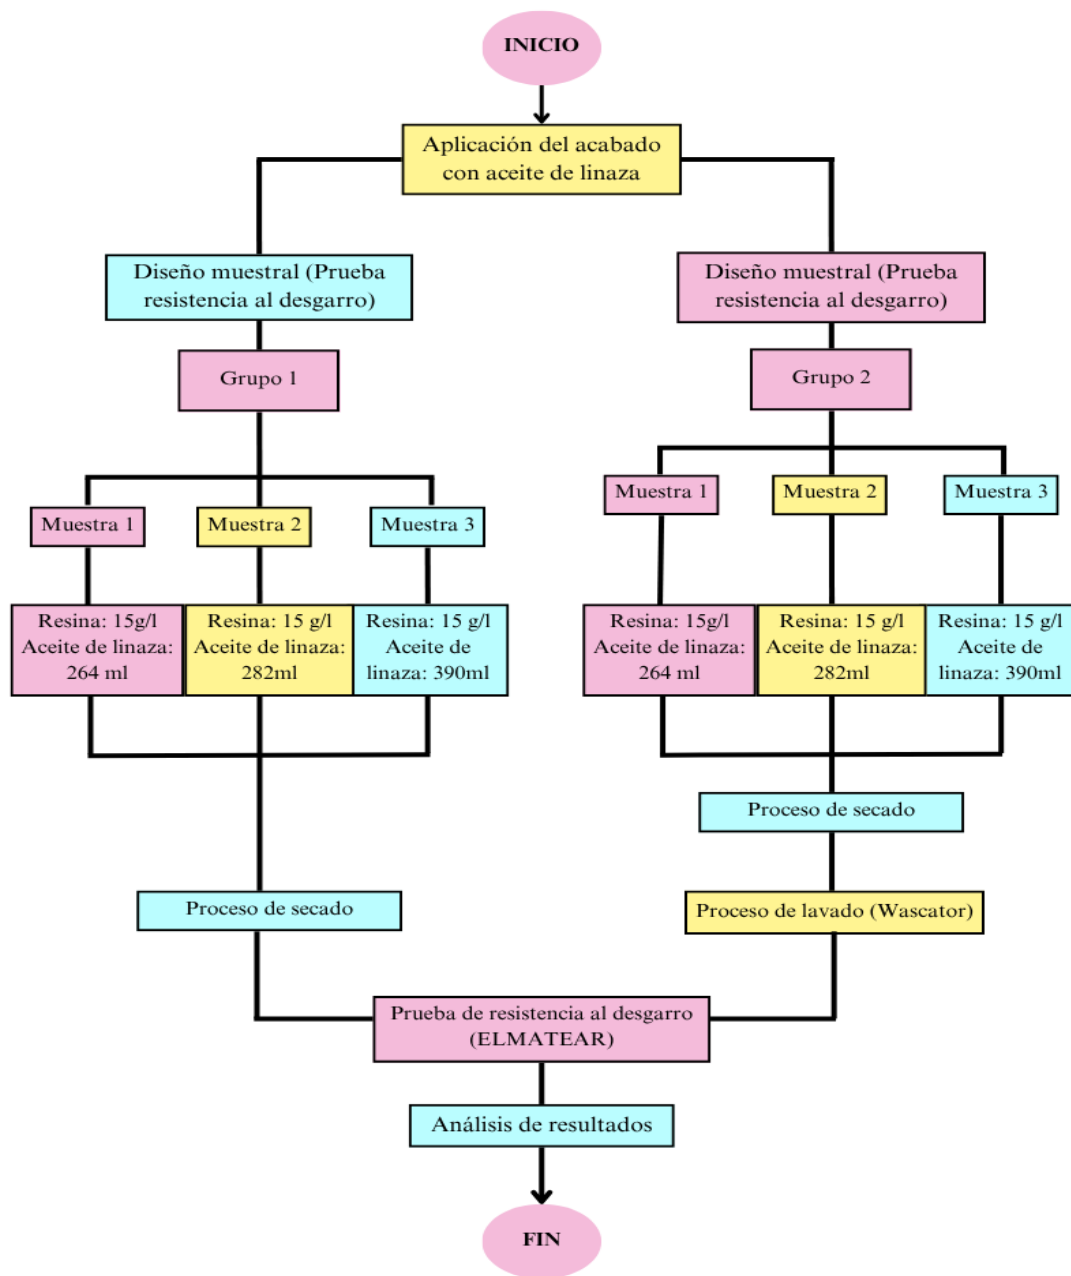 INICIO
Aplicación del acabado
con aceite de linaza
Diseño muestral (Prueba
resistencia al desgarro)
Diseño muestral (Prueba
resistencia al desgarro)
Grupo 1
Grupo 2
Muestra 1
Muestra 2
Muestra 3
Muestra 1
Muestra 2
Muestra 3
Resina: 15g/l
Aceite de linaza:
264 ml
Resina: 15 g/l
Aceite de linaza:
282ml
Resina: 15 g/l
Aceite de
linaza: 390ml
Resina: 15g/l
Aceite de linaza:
264 ml
Resina: 15 g/l
Aceite de linaza:
282ml
Resina: 15 g/l
Aceite de
linaza: 390ml
Proceso de secado
Proceso de secado
Proceso de lavado (Wascator)
Prueba de resistencia al desgarro
(ELMATEAR)
Análisis de resultados
FIN